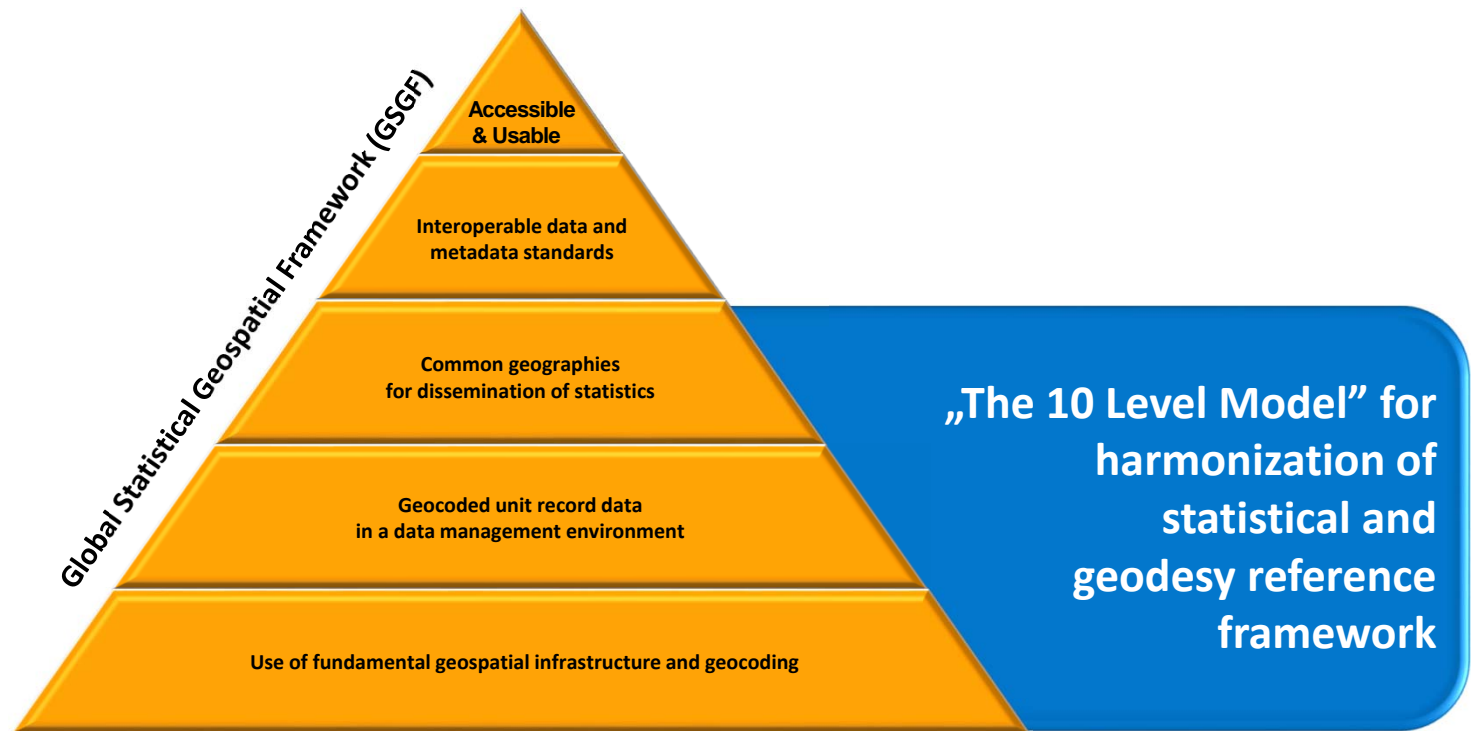 Global Statistical Geospatial Framework (GSGF)
Accessible
& Usable
Interoperable data and
metadata standards
Common geographies
for dissemination of statistics
Geocoded unit record data
in a data management environment
Use of fundamental geospatial infrastructure and geocoding
„The 10 Level Model” for
harmonization of
statistical and
geodesy reference
framework